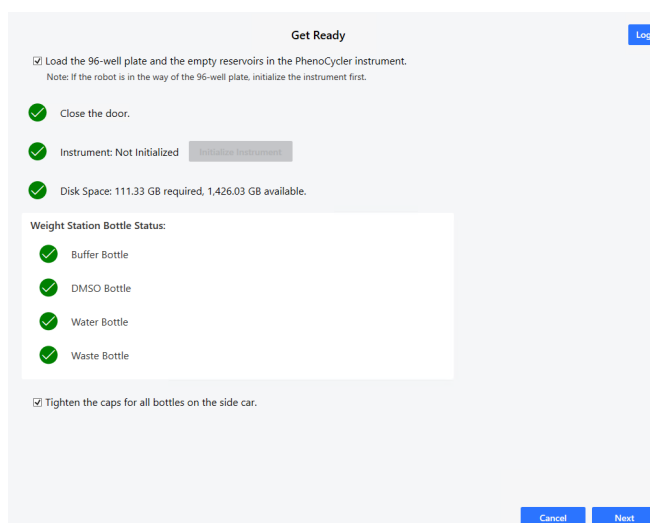 Get Ready
Log
Load the 96-well plate and the empty reservoirs in the PhenoCycler instrument.
Note: If the robot is in the way of the 96-well plate, initialize the instrument first.
Close the door.
Instrument: Not Initialized Initialize Instrument
Disk Space: 111.33 GB required, 1,426.03 GB available.
Weight Station Bottle Status:
Buffer Bottle
DMSO Bottle
Water Bottle
Waste Bottle
Tighten the caps for all bottles on the side car.
Cancel Next